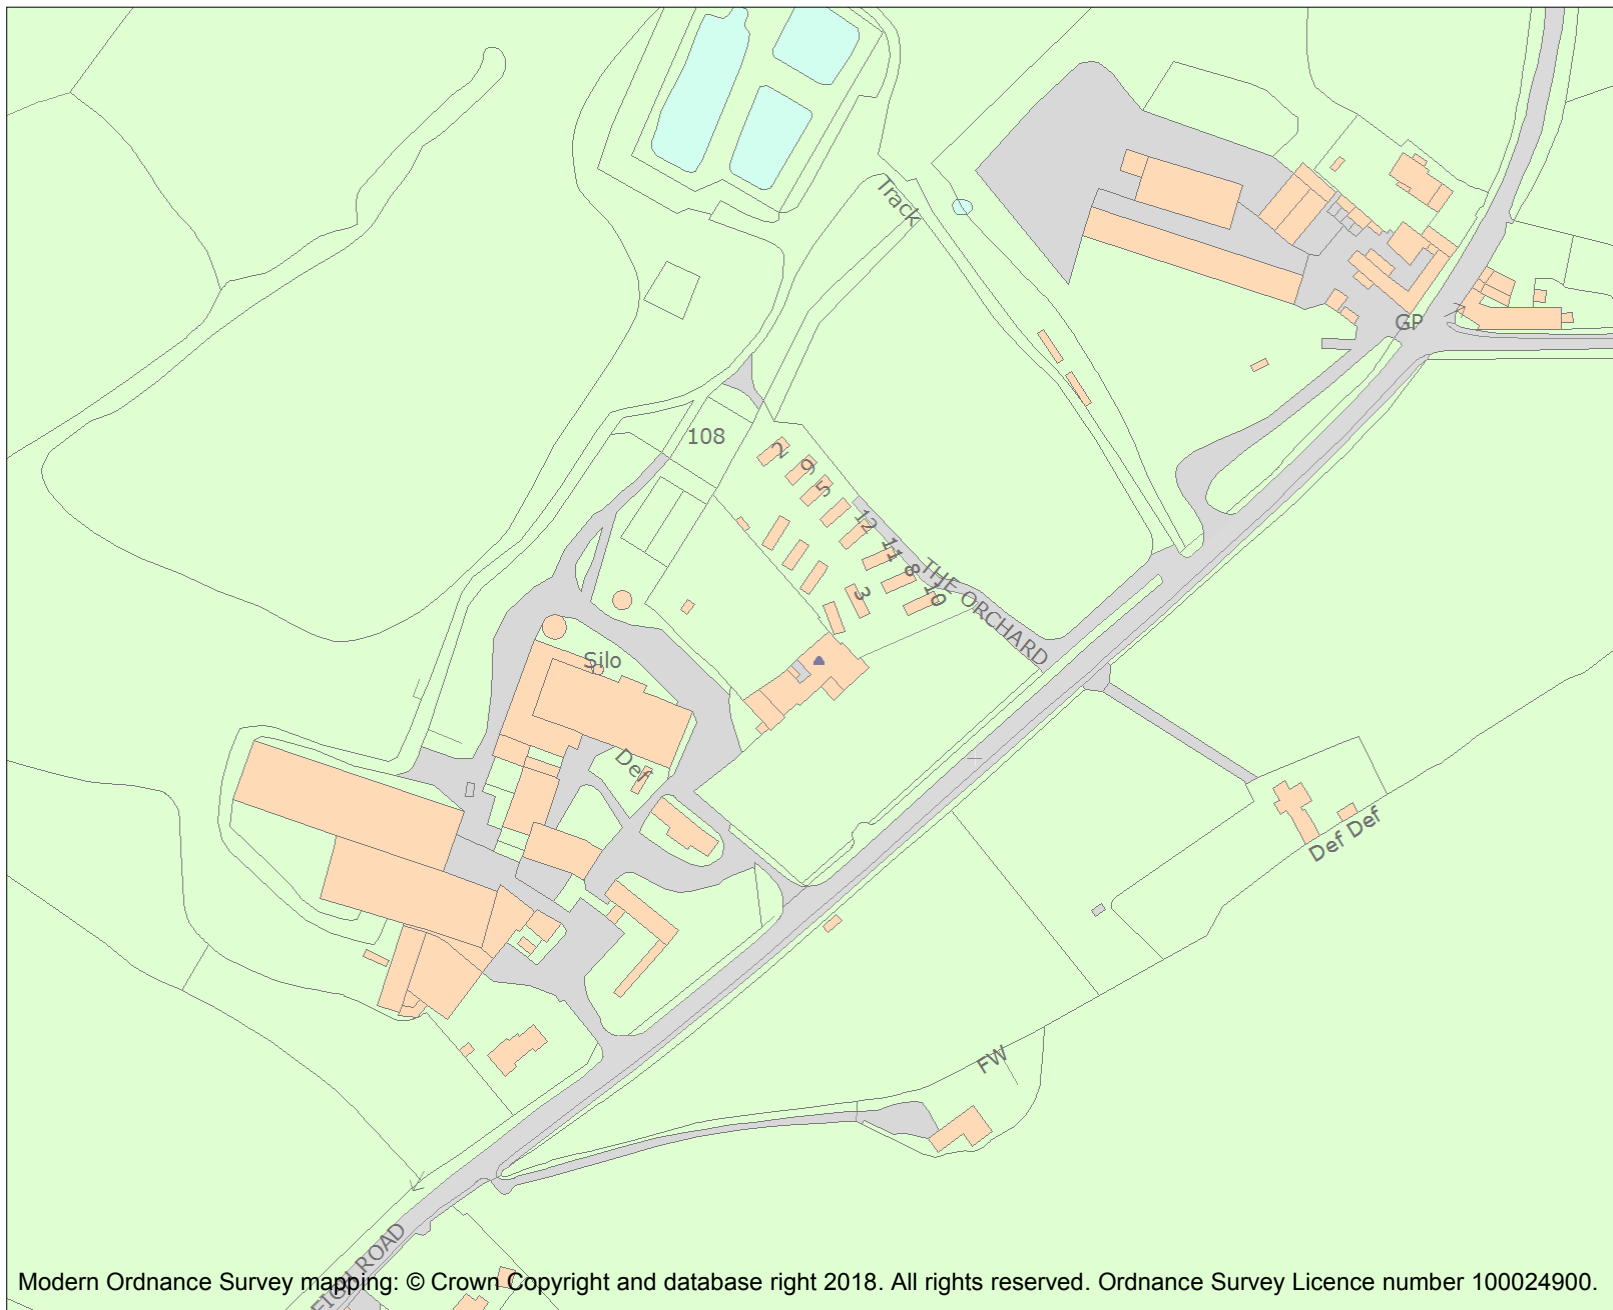 Track
GP
108
2
9
5
12
11
8
10
3
THE ORCHARD
Silo
Def
Def Def
FW
ROAD
Modern Ordnance Survey mapping: © Crown Copyright and database right 2018. All rights reserved. Ordnance Survey Licence number 100024900.